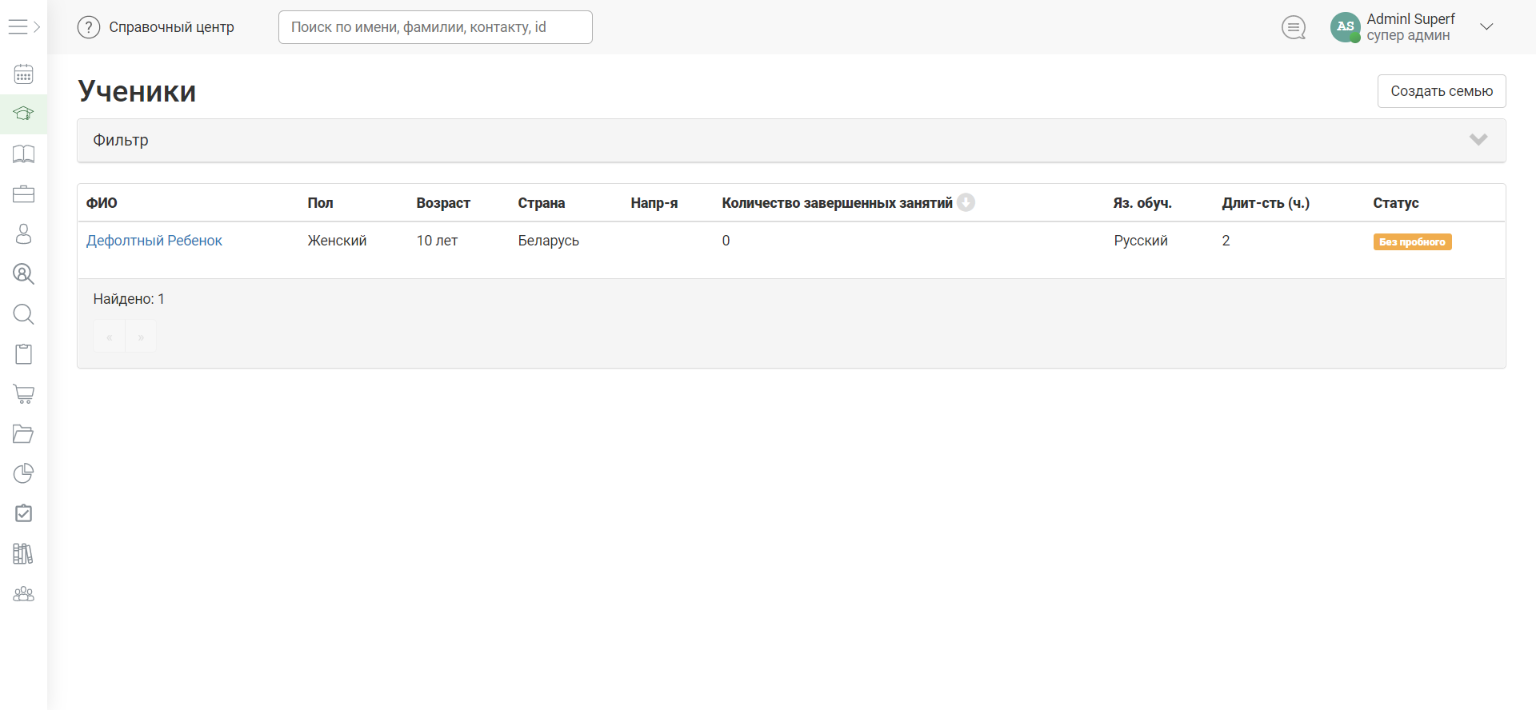 Справочный центр
Поиск по имени, фамилии, контакту, id
AS
Adminl Superf
супер админ
Ученики
Создать семью
Фильтр
ФИО Пол Возраст Страна Напр-я Количество завершенных занятий Яз. обуч. Длит-сть (ч.) Статус
Дефолтный Ребенок Женский 10 лет Беларусь 0 Русский 2 Без пробного
Найдено: 1
« »